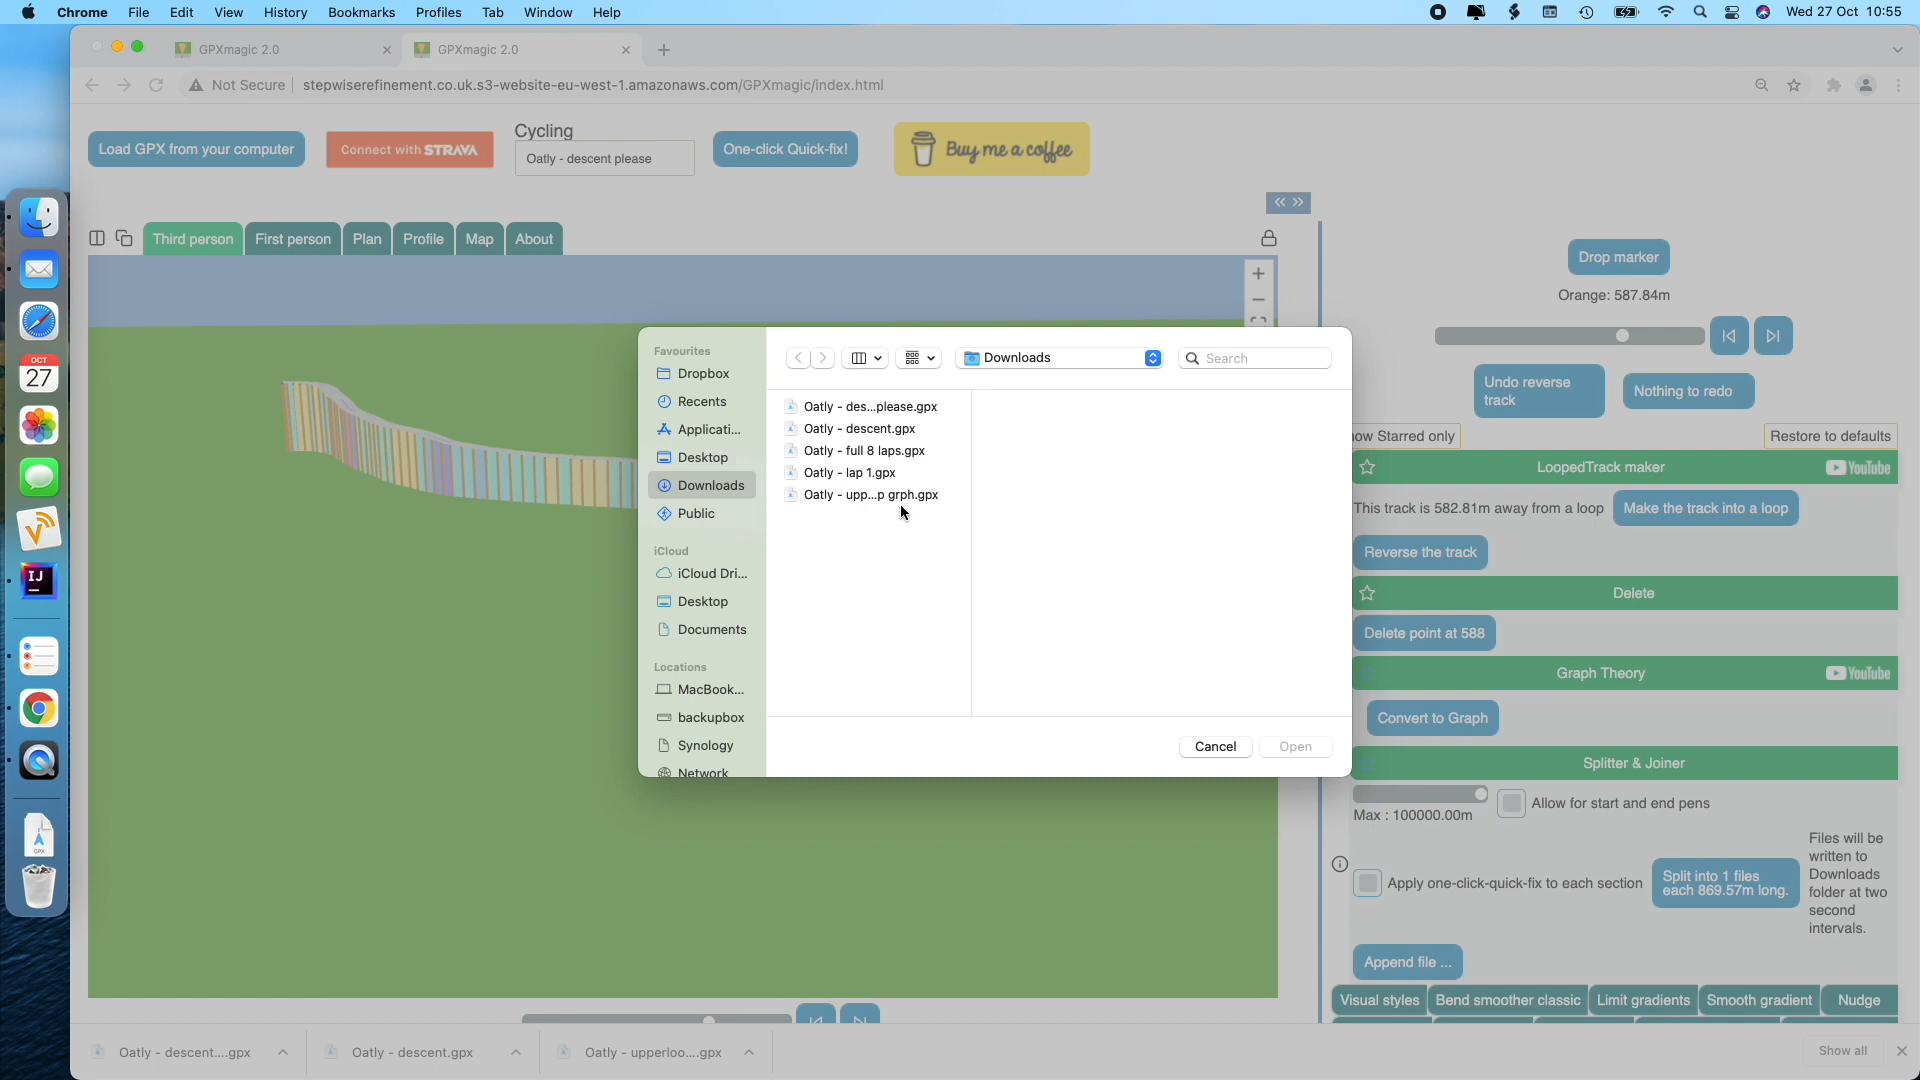 Chrome File Edit View History Bookmarks Profiles Tab Window Help Wed 27 Oct 10:55
GPXmagic 2.0 GPXmagic 2.0
Not Secure stepwiserefinement.co.uk.s3-website-eu-west-1.amazonaws.com/GPXmagic/index.html
Cycling
Load GPX from your computer Connect with STRAVA Oatly - descent please One-click Quick-fix! Buy me a coffee
Third person First person Plan Profile Map About
Drop marker
Orange: 587.84m
Undo reverse
track
Nothing to redo
ow Starred only Restore to defaults
LoopedTrack maker YouTube
This track is 582.81m away from a loop Make the track into a loop
Reverse the track
Delete
Delete point at 588
Graph Theory YouTube
Convert to Graph
Splitter & Joiner
Allow for start and end pens
Max : 100000.00m
Apply one-click-quick-fix to each section
Split into 1 files
each 869.57m long.
Files will be
written to
Downloads
folder at two
second
intervals.
Append file ...
Visual styles Bend smoother classic Limit gradients Smooth gradient Nudge
Favourites
Dropbox
Recents
Applicati...
Desktop
Downloads
Public
iCloud
iCloud Dri...
Desktop
Documents
Locations
MacBook...
backupbox
Synology
Network
Downloads
Search
Oatly - des...please.gpx
Oatly - descent.gpx
Oatly - full 8 laps.gpx
Oatly - lap 1.gpx
Oatly - upp...p grph.gpx
Cancel Open
OCT
27
IJ
GPX
Oatly - descent....gpx Oatly - descent.gpx Oatly - upperloo....gpx Show all